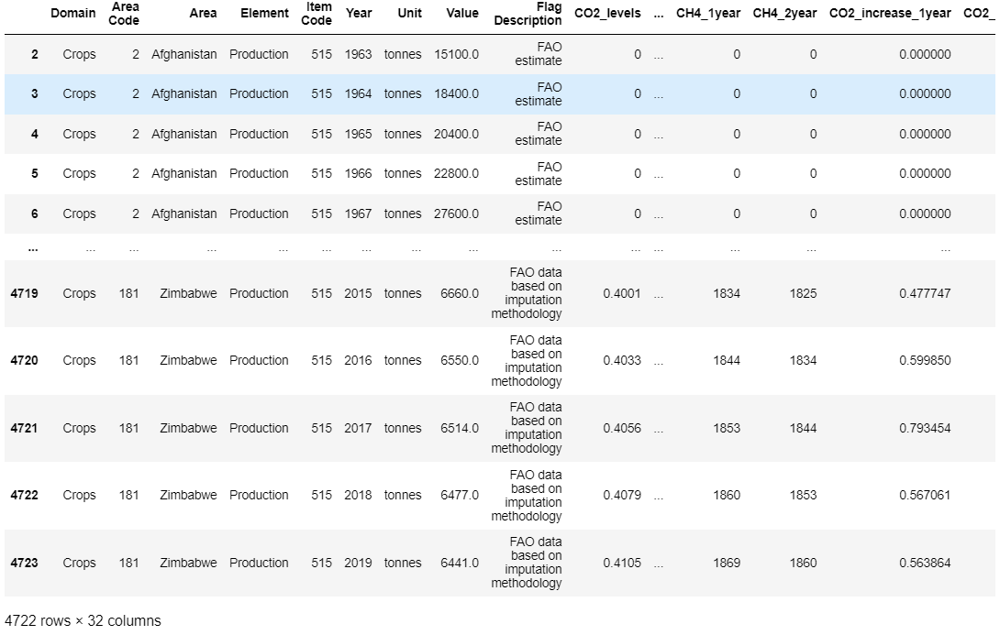 Domain Area Code Area Element Item Code Year Unit Value Flag Description CO2_levels ... CH4_1year CH4_2year CO2_increase_1year CO2_
2 Crops 2 Afghanistan Production 515 1963 tonnes 15100.0 FAO estimate 0 ... 0 0 0.000000
3 Crops 2 Afghanistan Production 515 1964 tonnes 18400.0 FAO estimate 0 ... 0 0 0.000000
4 Crops 2 Afghanistan Production 515 1965 tonnes 20400.0 FAO estimate 0 ... 0 0 0.000000
5 Crops 2 Afghanistan Production 515 1966 tonnes 22800.0 FAO estimate 0 ... 0 0 0.000000
6 Crops 2 Afghanistan Production 515 1967 tonnes 27600.0 FAO estimate 0 ... 0 0 0.000000
... ... ... ... ... ... ... ... ... ... ... ... ... ... ...
4719 Crops 181 Zimbabwe Production 515 2015 tonnes 6660.0 FAO data based on imputation methodology 0.4001 ... 1834 1825 0.477747
4720 Crops 181 Zimbabwe Production 515 2016 tonnes 6550.0 FAO data based on imputation methodology 0.4033 ... 1844 1834 0.599850
4721 Crops 181 Zimbabwe Production 515 2017 tonnes 6514.0 FAO data based on imputation methodology 0.4056 ... 1853 1844 0.793454
4722 Crops 181 Zimbabwe Production 515 2018 tonnes 6477.0 FAO data based on imputation methodology 0.4079 ... 1860 1853 0.567061
4723 Crops 181 Zimbabwe Production 515 2019 tonnes 6441.0 FAO data based on imputation methodology 0.4105 ... 1869 1860 0.563864
4722 rows × 32 columns